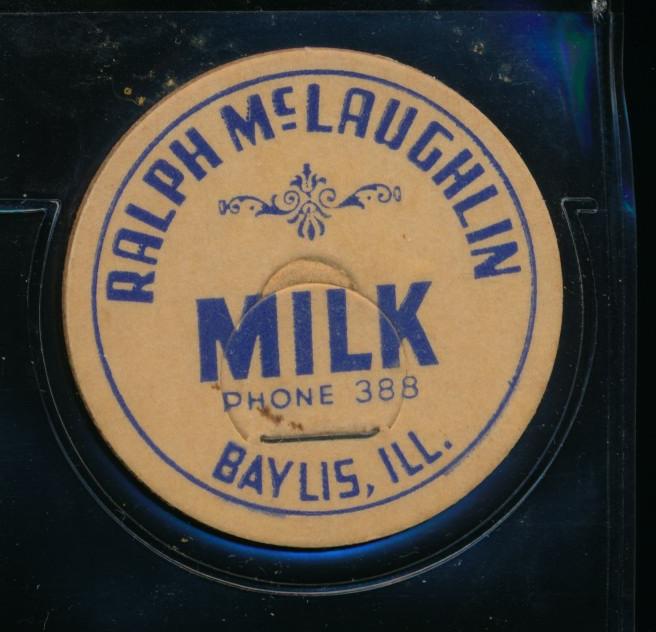 RALPH McLAUGHLIN
MILK
PHONE 388
BAYLIS, ILL.